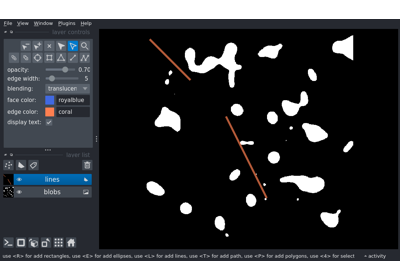 File View Window Plugins Help
layer controls
opacity: 0.70
edge width: 5
blending: translucen
face color: royalblue
edge color: coral
display text:
layer list
lines
blobs
use <R> for add rectangles, use <E> for add ellipses, use <L> for add lines, use <T> for add path, use <P> for add polygons, use <4> for select
activity